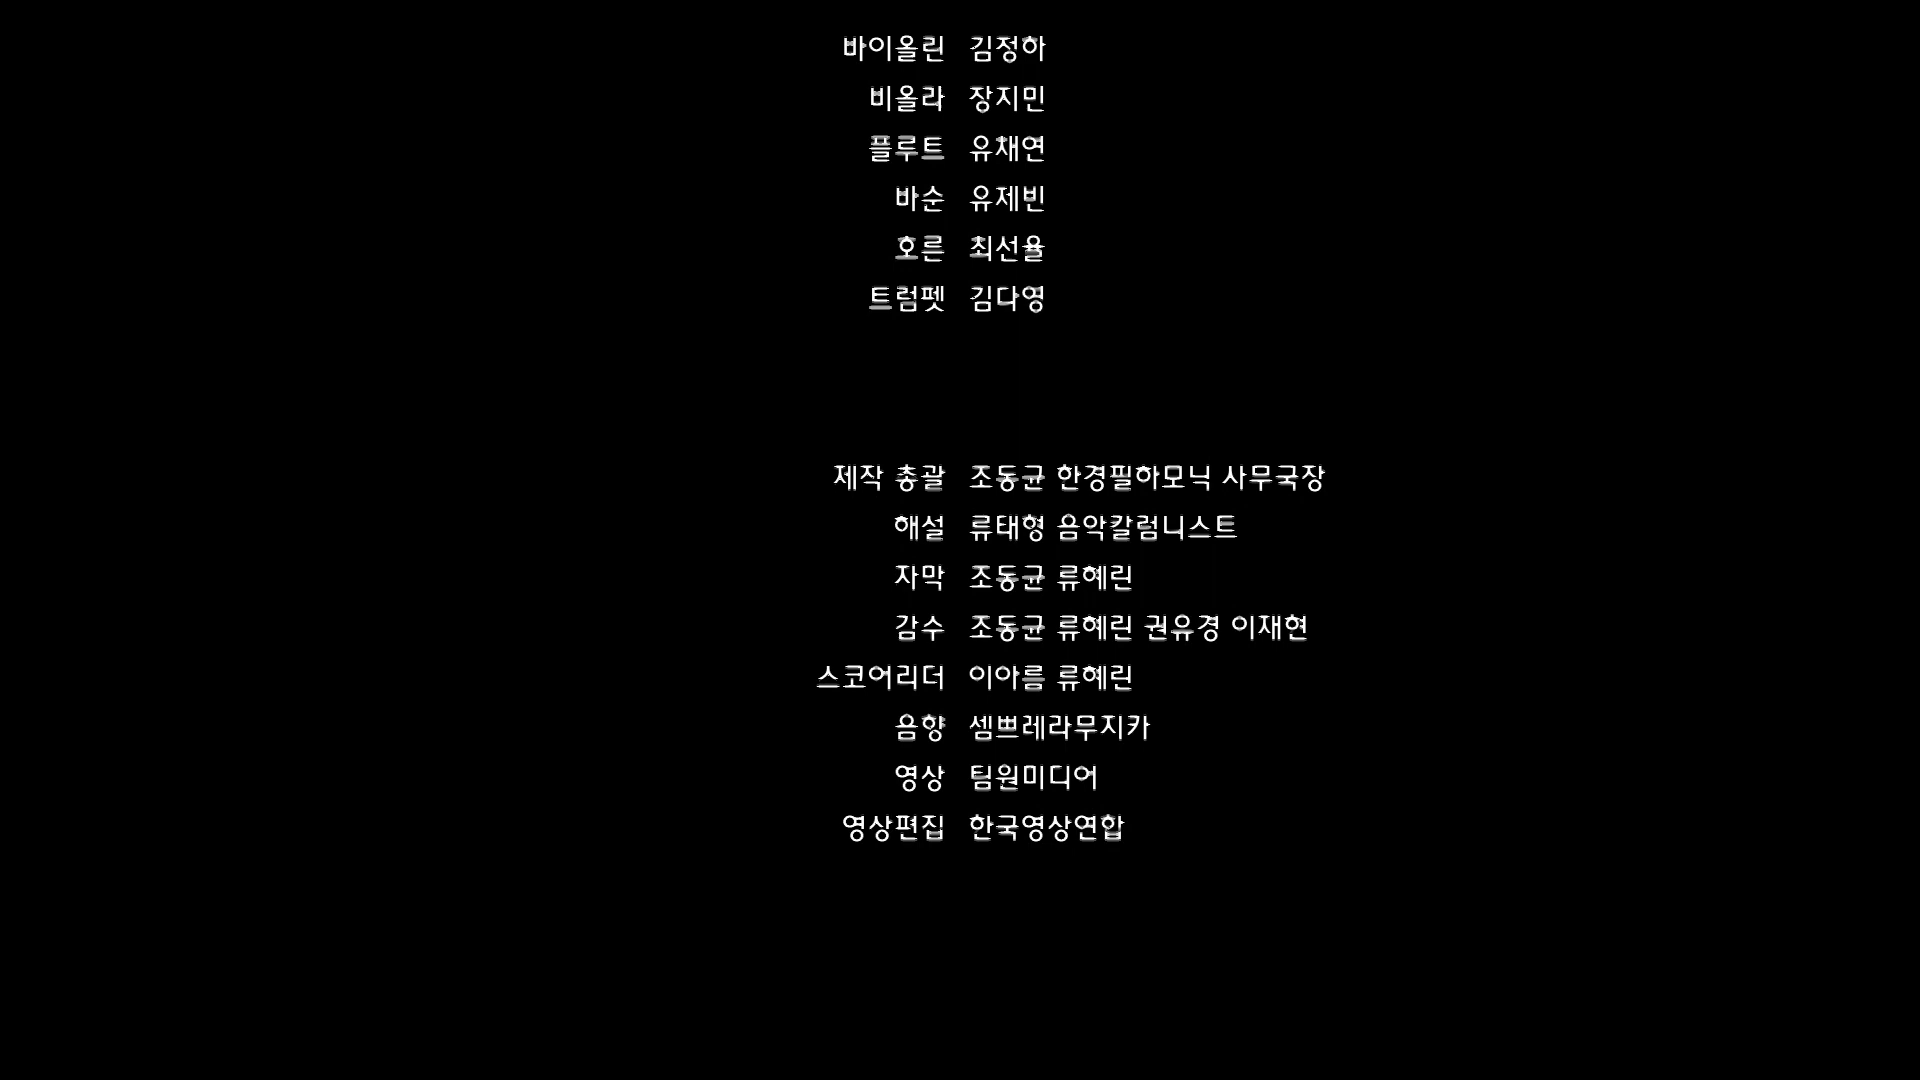 바이올린 김정하
비올라 장지민
플루트 유채연
바순 유제빈
호른 최선율
트럼펫 김다영
제작 총괄 조동균 한경필하모닉 사무국장
해설 류태형 음악칼럼니스트
자막 조동균 류혜린
감수 조동균 류혜린 권유경 이재현
스코어리더 이아름 류혜린
음향 셈쁘레라무지카
영상 팀원미디어
영상편집 한국영상연합